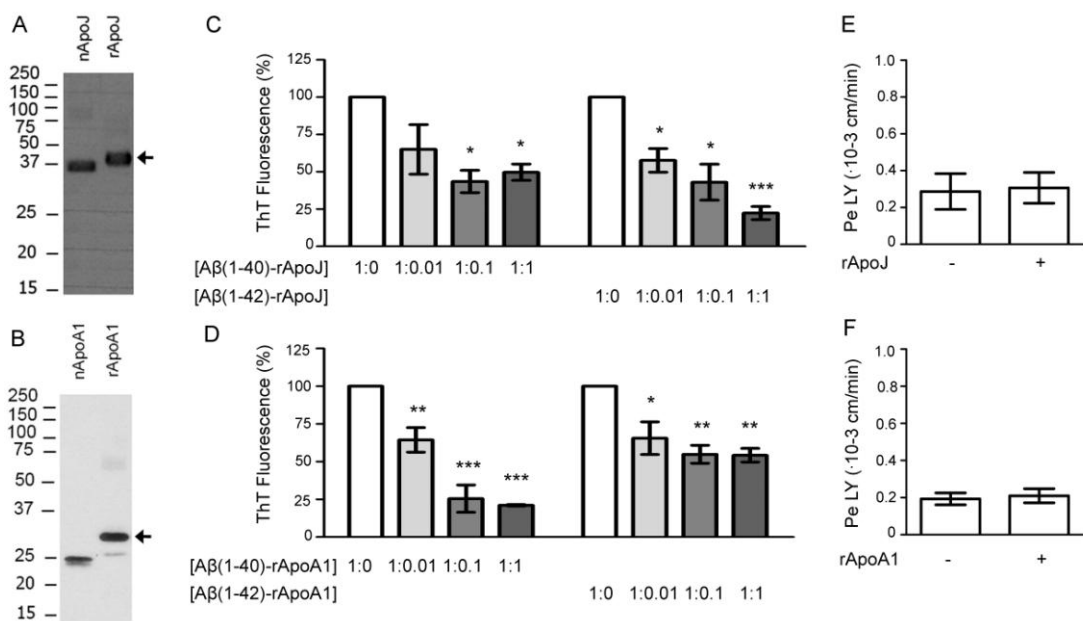 A
nApoJ
rApoJ
250
150
100
75
50
37
25
20
15
B
nApoA1
rApoA1
250
150
100
75
50
37
25
20
15
C
ThT Fluorescence (%)
125
100
75
50
25
0
* *
* * ***
[Aβ(1-40)-rApoJ] 1:0 1:0.01 1:0.1 1:1
[Aβ(1-42)-rApoJ] 1:0 1:0.01 1:0.1 1:1
D
ThT Fluorescence (%)
125
100
75
50
25
0
** *** ***
* ** **
[Aβ(1-40)-rApoA1] 1:0 1:0.01 1:0.1 1:1
[Aβ(1-42)-rApoA1] 1:0 1:0.01 1:0.1 1:1
E
Pe LY (·10-3 cm/min)
1.0
0.8
0.6
0.4
0.2
0
rApoJ - +
F
Pe LY (·10-3 cm/min)
1.0
0.8
0.6
0.4
0.2
0
rApoA1 - +